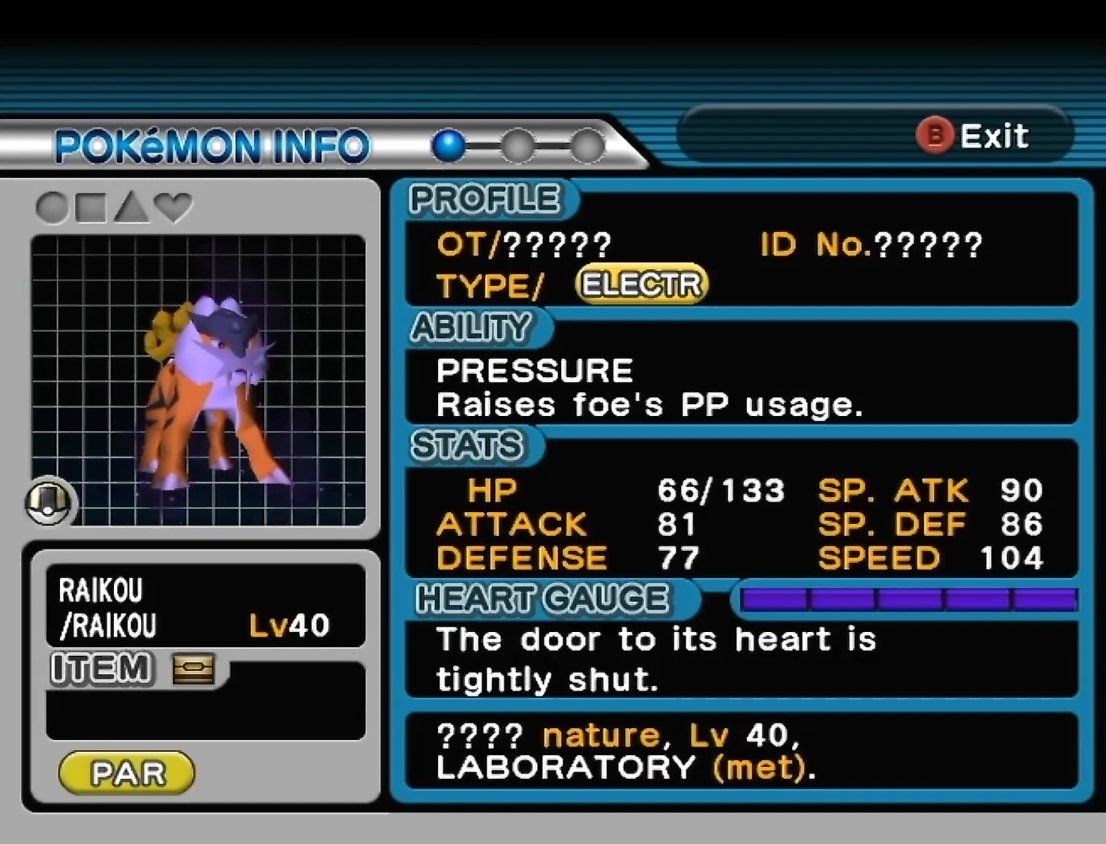 POKéMON INFO
B Exit
PROFILE
OT/?????
ID No.?????
TYPE/ ELECTR
ABILITY
PRESSURE
Raises foe's PP usage.
STATS
HP 66/133 SP. ATK 90
ATTACK 81 SP. DEF 86
DEFENSE 77 SPEED 104
HEART GAUGE
The door to its heart is
tightly shut.
???? nature, Lv 40,
LABORATORY (met).
RAIKOU
/RAIKOU Lv40
ITEM
PAR